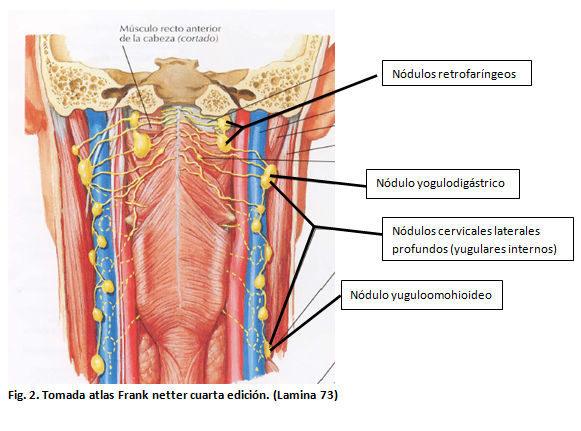 Músculo recto anterior
de la cabeza (cortado)
Nódulos retrofaríngeos
Nódulo yogulodigástrico
Nódulos cervicales laterales
profundos (yugulares internos)
Nódulo yuguloomohioideo
Fig. 2. Tomada atlas Frank netter cuarta edición. (Lamina 73)